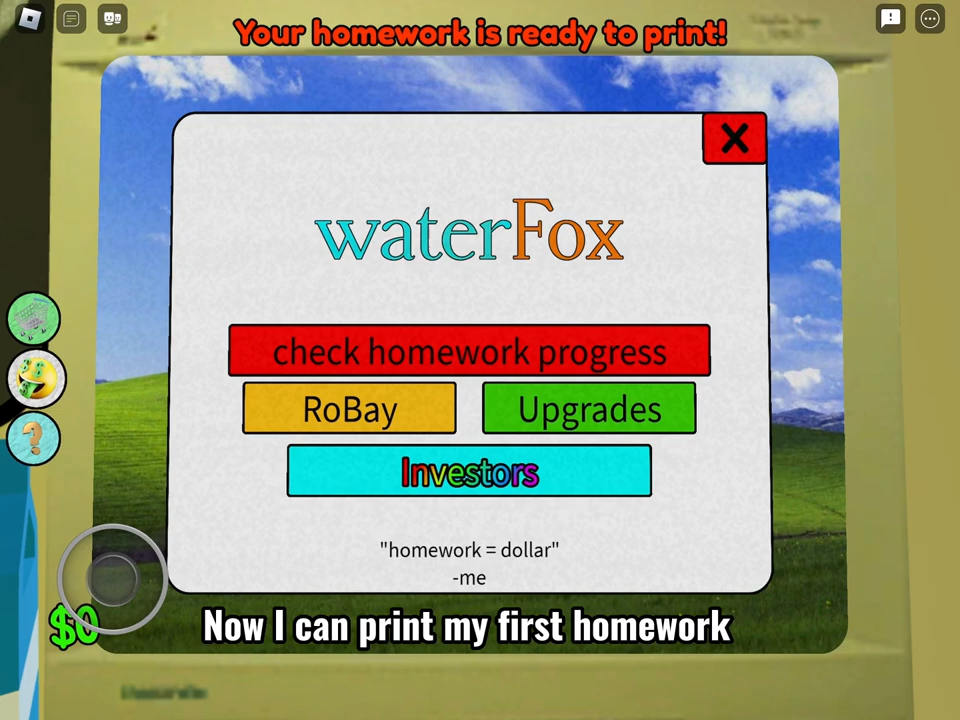 Your homework is ready to print!
waterFox
check homework progress
RoBay
Upgrades
Investors
"homework = dollar"
-me
$0
Now I can print my first homework